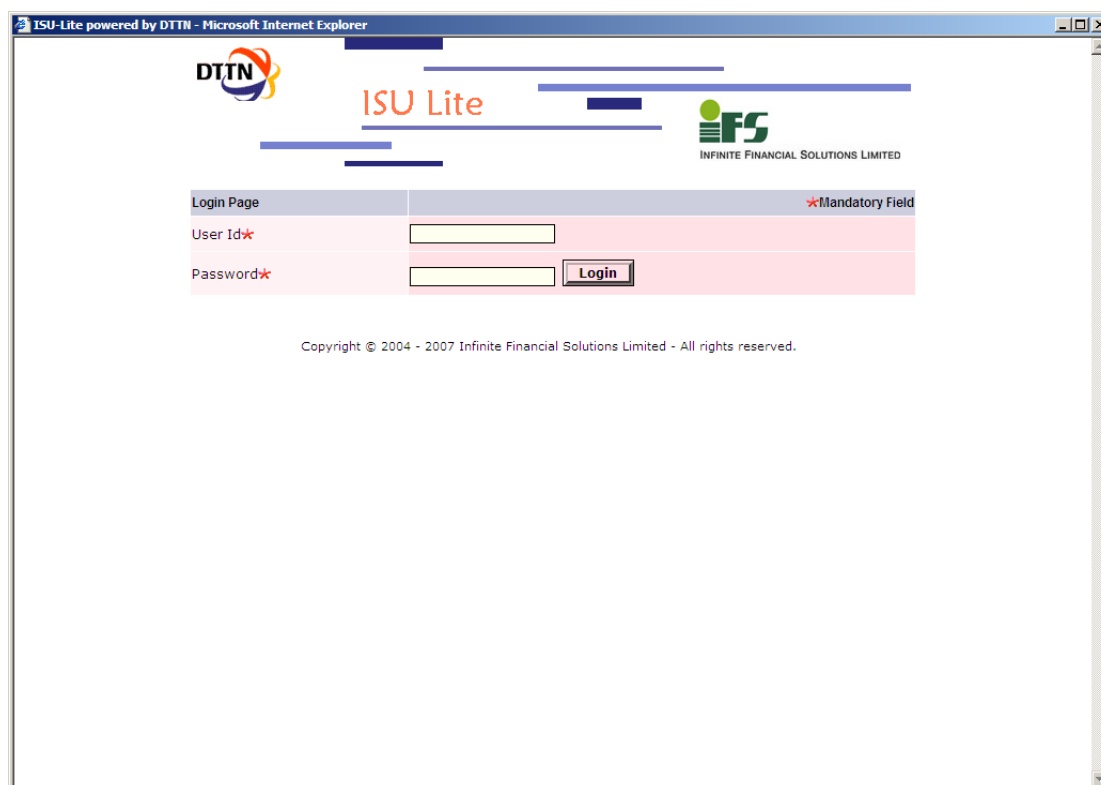 ISU-Lite powered by DTTN - Microsoft Internet Explorer
DTTN
ISU Lite
iFS
INFINITE FINANCIAL SOLUTIONS LIMITED
Login Page *Mandatory Field
User Id*
Password* Login
Copyright © 2004 - 2007 Infinite Financial Solutions Limited - All rights reserved.